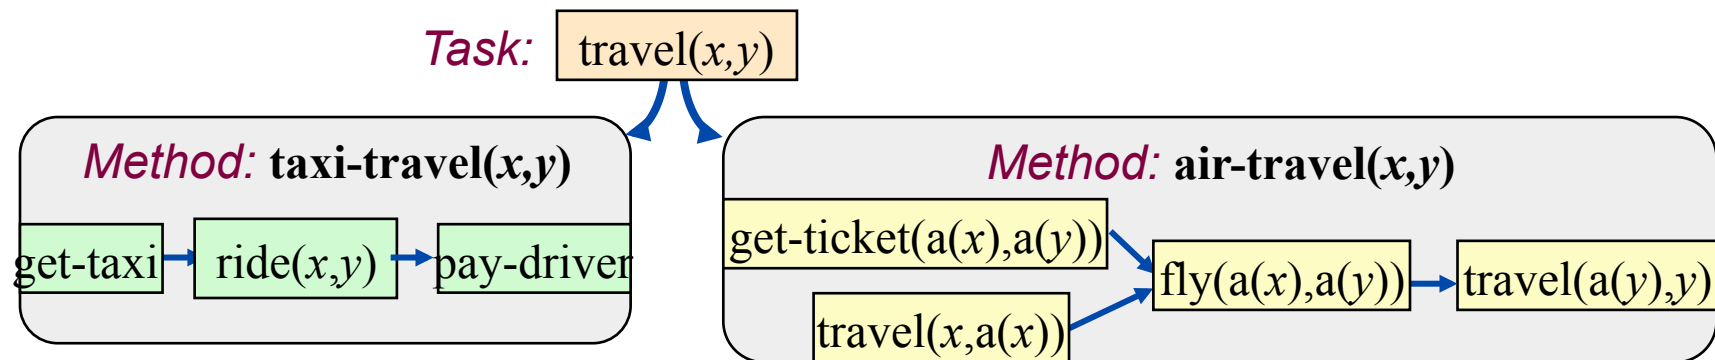 Task: travel(x,y)
Method: taxi-travel(x,y)
get-taxi ride(x,y) pay-driver
Method: air-travel(x,y)
get-ticket(a(x),a(y))
travel(x,a(x))
fly(a(x),a(y))
travel(a(y),y)